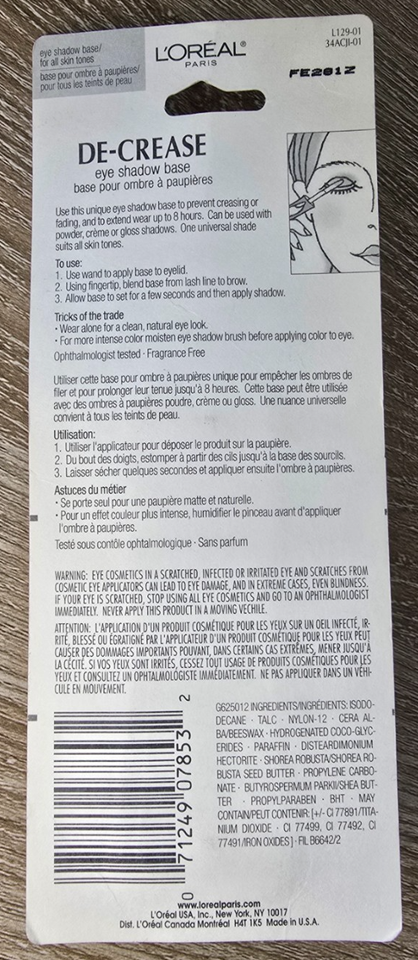 eye shadow base/
for all skin tones
base pour ombre à paupières/
pour tous les teints de peau
L'ORÉAL®
PARIS
L129-01
34ACJI-01
FE201Z
DE-CREASE
eye shadow base
base pour ombre à paupières
Use this unique eye shadow base to prevent creasing or
fading, and to extend wear up to 8 hours. Can be used with
powder, crème or gloss shadows. One universal shade
suits all skin tones.
To use:
1. Use wand to apply base to eyelid.
2. Using fingertip, blend base from lash line to brow.
3. Allow base to set for a few seconds and then apply shadow.
Tricks of the trade
• Wear alone for a clean, natural eye look.
• For more intense color moisten eye shadow brush before applying color to eye.
Ophthalmologist tested · Fragrance Free
Utiliser cette base pour ombre à paupières unique pour empêcher les ombres de
filer et pour prolonger leur tenue jusqu'à 8 heures. Cette base peut être utilisée
avec des ombres à paupières poudre, crème ou gloss. Une nuance universelle
convient à tous les teints de peau.
Utilisation:
1. Utiliser l'applicateur pour déposer le produit sur la paupière.
2. Du bout des doigts, estomper à partir des cils jusqu'à la base des sourcils.
3. Laisser sécher quelques secondes et appliquer ensuite l'ombre à paupières.
Astuces du métier
• Se porte seul pour une paupière matte et naturelle.
• Pour un effet couleur plus intense, humidifier le pinceau avant d'appliquer
l'ombre à paupières.
Testé sous contrôle ophtalmologique · Sans parfum
WARNING: EYE COSMETICS IN A SCRATCHED, INFECTED OR IRRITATED EYE AND SCRATCHES FROM
COSMETIC EYE APPLICATORS CAN LEAD TO EYE DAMAGE, AND IN EXTREME CASES, EVEN BLINDNESS.
IF YOUR EYE IS SCRATCHED, STOP USING ALL EYE COSMETICS AND GO TO AN OPHTHALMOLOGIST
IMMEDIATELY. NEVER APPLY THIS PRODUCT IN A MOVING VECHILE.
ATTENTION: L'APPLICATION D'UN PRODUIT COSMÉTIQUE POUR LES YEUX SUR UN OEIL INFECTÉ, IR-
RITÉ, BLESSÉ OU ÉGRATIGNÉ PAR L'APPLICATEUR D'UN PRODUIT COSMÉTIQUE POUR LES YEUX PEUT
CAUSER DES DOMMAGES IMPORTANTS POUVANT, DANS CERTAINS CAS EXTRÊMES, MENER JUSQU'À
LA CÉCITÉ. SI VOS YEUX SONT IRRITÉS, CESSEZ TOUT USAGE DE PRODUITS COSMÉTIQUES POUR LES
YEUX ET CONSULTEZ UN OPHTALMOLOGISTE IMMÉDIATEMENT. NE PAS APPLIQUER DANS UN VÉHI-
CULE EN MOUVEMENT.
0 71249 07853 2
G625012 INGREDIENTS/INGRÉDIENTS: ISODO-
DECANE · TALC · NYLON-12 · CERA AL-
BA/BEESWAX · HYDROGENATED COCO-GLYC-
ERIDES · PARAFFIN · DISTEARDIMONIUM
HECTORITE · SHOREA ROBUSTA/SHOREA RO-
BUSTA SEED BUTTER · PROPYLENE CARBO-
NATE · BUTYROSPERMUM PARKII/SHEA BUT-
TER · PROPYLPARABEN · BHT · MAY
CONTAIN/PEUT CONTENIR: [+/- CI 77891/TITA-
NIUM DIOXIDE · CI 77499, CI 77492, CI
77491/IRON OXIDES] · FIL B6642/2
www.lorealparis.com
L'Oréal USA, Inc., New York, NY 10017
Dist. L'Oréal Canada Montréal H4T 1K5 Made in U.S.A.